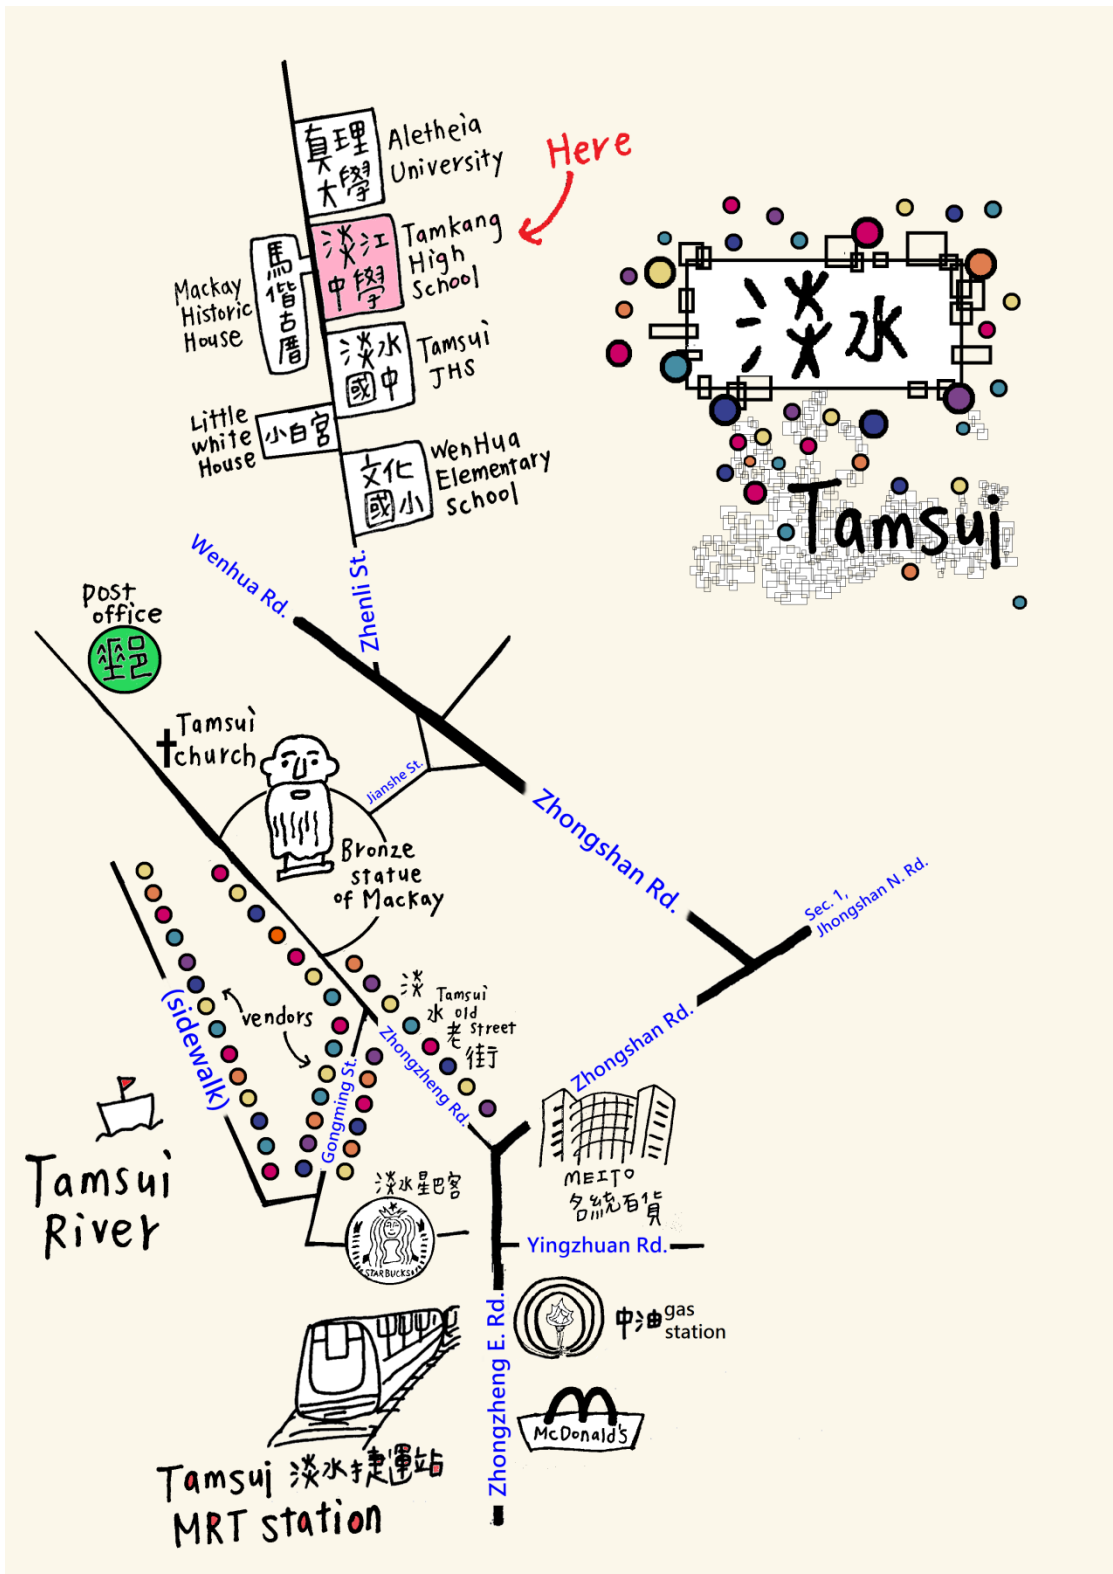 真理
大學
Aletheia
University
Here
淡江
中學
Tamkang
High
School
馬偕古厝
Mackay
Historic
House
淡水
國中
Tamsui
JHS
Little
White
House
小白宮
文化
國小
WenHua
Elementary
School
淡水
Tamsui
Wenhua Rd.
Zhenli St.
Post
office
郵
Tamsui
church
Jianshe St.
Bronze
statue
of Mackay
Zhongshan Rd.
Sec. 1,
Jhongshan N. Rd.
(sidewalk)
vendors
淡水老街
Tamsui
old
street
Zhongzheng Rd.
Gongming St.
Zhongshan Rd.
Tamsui
River
MEITO
名統百貨
淡水星巴客
STARBUCKS
Yingzhuan Rd.
中油 gas
station
Zhongzheng E. Rd.
McDonald's
Tamsui 淡水捷運站
MRT station